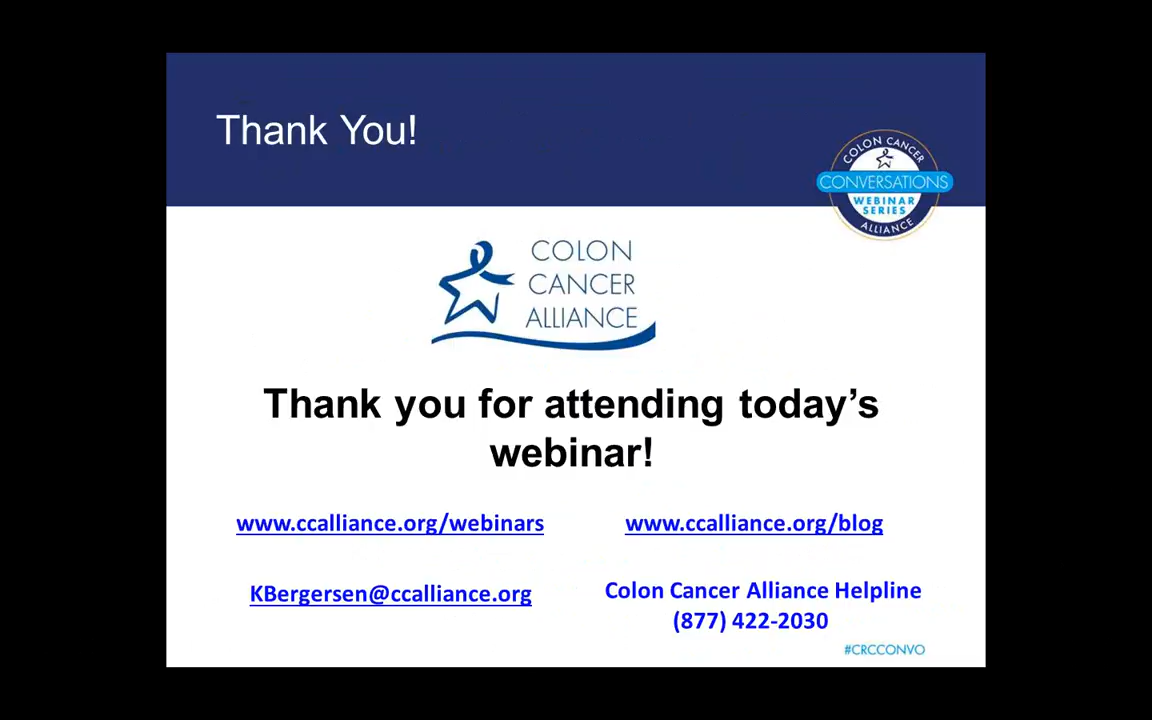 Thank You!
COLON CANCER
CONVERSATIONS
WEBINAR
SERIES
ALLIANCE
COLON
CANCER
ALLIANCE
Thank you for attending today’s
webinar!
www.ccalliance.org/webinars
www.ccalliance.org/blog
KBergersen@ccalliance.org
Colon Cancer Alliance Helpline
(877) 422-2030
#CRCCONVO